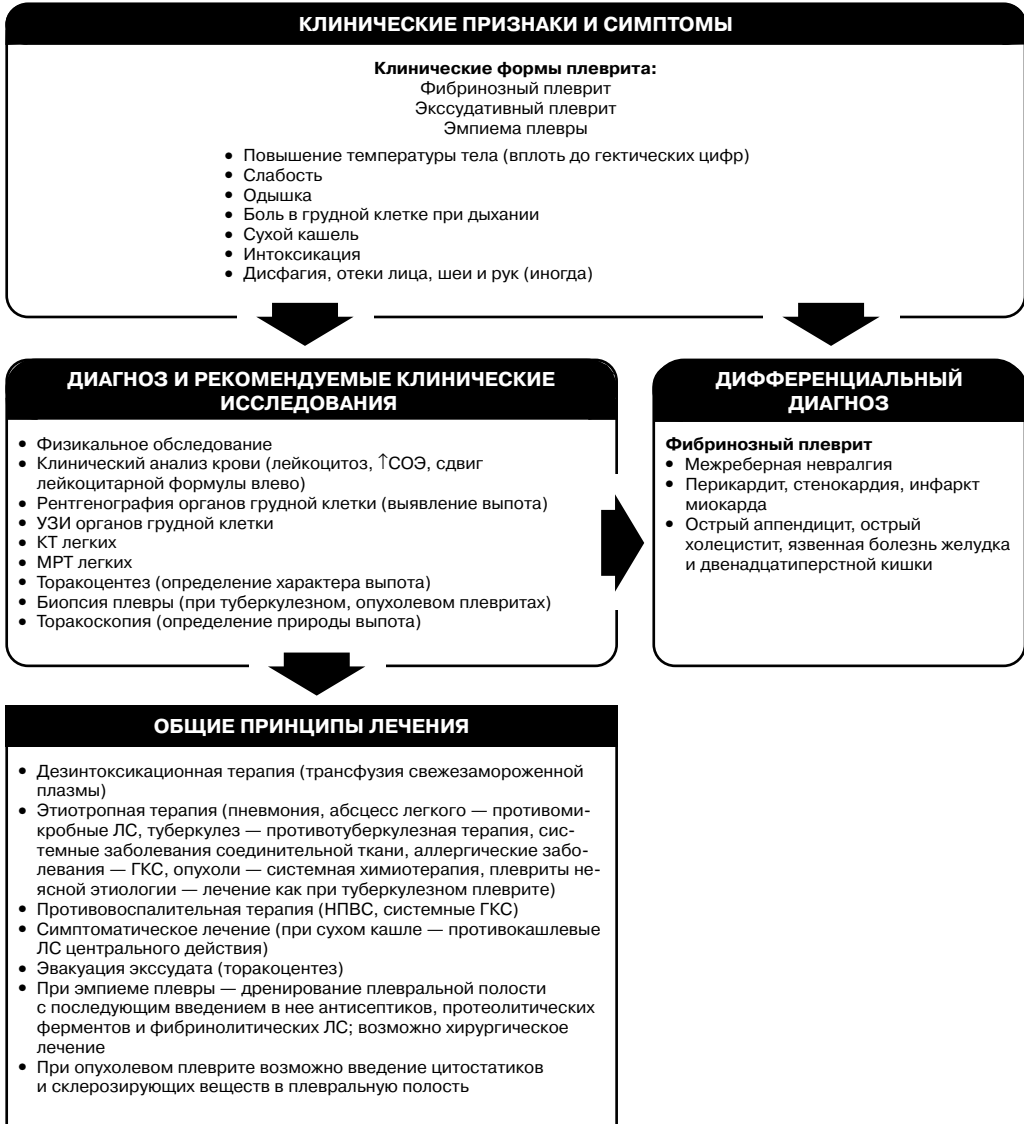 КЛИНИЧЕСКИЕ ПРИЗНАКИ И СИМПТОМЫ
Клинические формы плеврита:
Фибринозный плеврит
Экссудативный плеврит
Эмпиема плевры
• Повышение температуры тела (вплоть до гектических цифр)
• Слабость
• Одышка
• Боль в грудной клетке при дыхании
• Сухой кашель
• Интоксикация
• Дисфагия, отеки лица, шеи и рук (иногда)
ДИАГНОЗ И РЕКОМЕНДУЕМЫЕ КЛИНИЧЕСКИЕ
ИССЛЕДОВАНИЯ
• Физикальное обследование
• Клинический анализ крови (лейкоцитоз, ↑СОЭ, сдвиг
лейкоцитарной формулы влево)
• Рентгенография органов грудной клетки (выявление выпота)
• УЗИ органов грудной клетки
• КТ легких
• МРТ легких
• Торакоцентез (определение характера выпота)
• Биопсия плевры (при туберкулезном, опухолевом плевритах)
• Торакоскопия (определение природы выпота)
ДИФФЕРЕНЦИАЛЬНЫЙ
ДИАГНОЗ
Фибринозный плеврит
• Межреберная невралгия
• Перикардит, стенокардия, инфаркт
миокарда
• Острый аппендицит, острый
холецистит, язвенная болезнь желудка
и двенадцатиперстной кишки
ОБЩИЕ ПРИНЦИПЫ ЛЕЧЕНИЯ
• Дезинтоксикационная терапия (трансфузия свежезамороженной
плазмы)
• Этиотропная терапия (пневмония, абсцесс легкого — противоми-
кробные ЛС, туберкулез — противотуберкулезная терапия, сис-
темные заболевания соединительной ткани, аллергические забо-
левания — ГКС, опухоли — системная химиотерапия, плевриты не-
ясной этиологии — лечение как при туберкулезном плеврите)
• Противовоспалительная терапия (НПВС, системные ГКС)
• Симптоматическое лечение (при сухом кашле — противокашлевые
ЛС центрального действия)
• Эвакуация экссудата (торакоцентез)
• При эмпиеме плевры — дренирование плевральной полости
с последующим введением в нее антисептиков, протеолитических
ферментов и фибринолитических ЛС; возможно хирургическое
лечение
• При опухолевом плеврите возможно введение цитостатиков
и склерозирующих веществ в плевральную полость